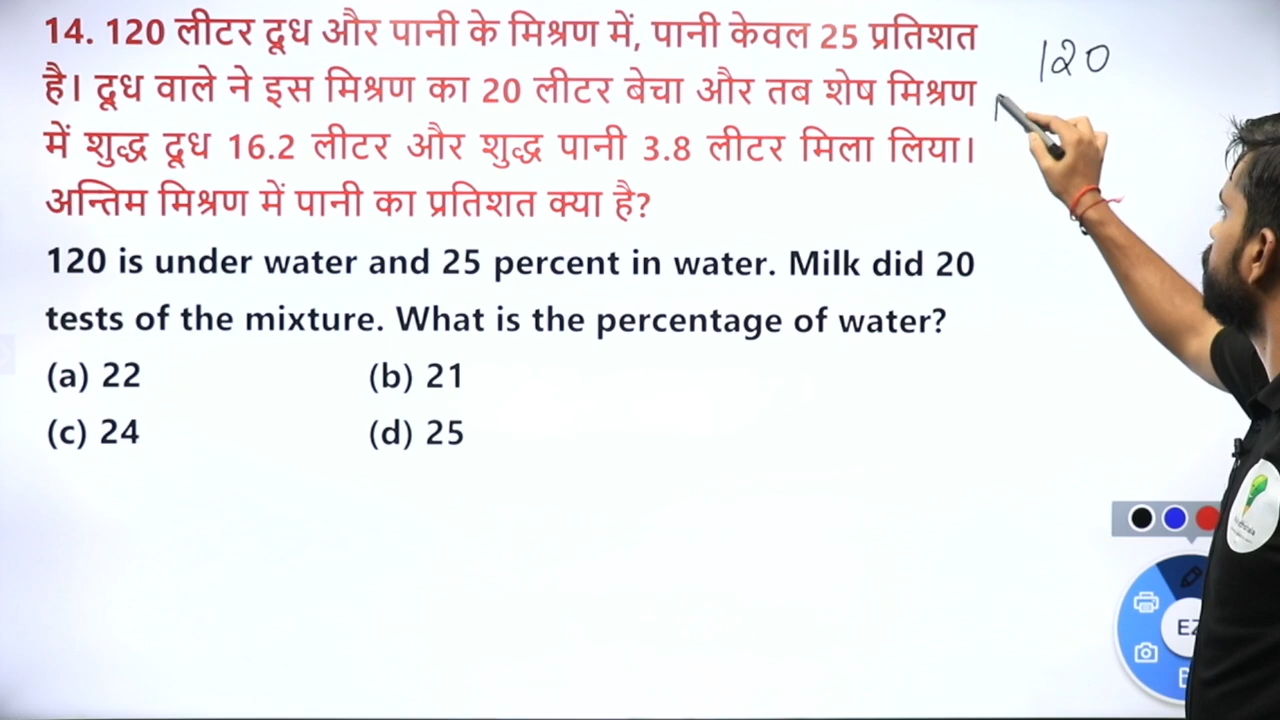 14. 120 लीटर दूध और पानी के मिश्रण में, पानी केवल 25 प्रतिशत
है। दूध वाले ने इस मिश्रण का 20 लीटर बेचा और तब शेष मिश्रण
में शुद्ध दूध 16.2 लीटर और शुद्ध पानी 3.8 लीटर मिला लिया।
अन्तिम मिश्रण में पानी का प्रतिशत क्या है?
120 is under water and 25 percent in water. Milk did 20
tests of the mixture. What is the percentage of water?
(a) 22 (b) 21
(c) 24 (d) 25
120
EZ